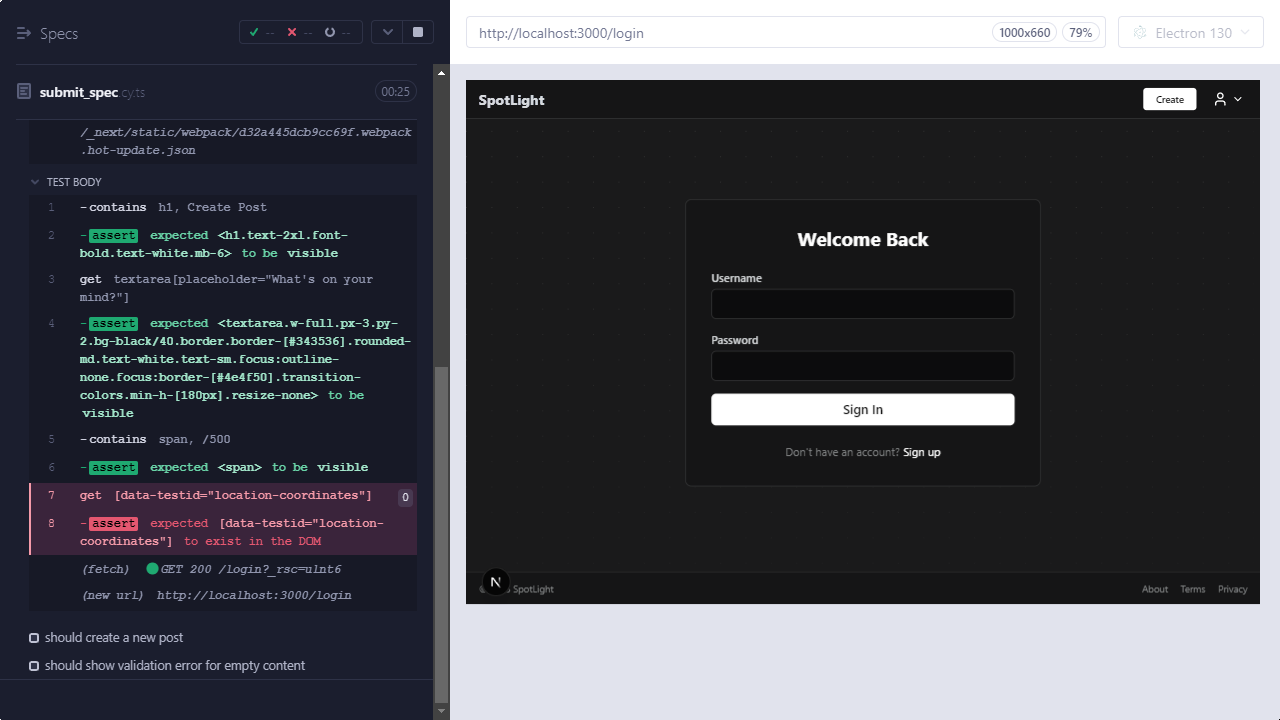 Specs
-- -- --
http://localhost:3000/login
1000x660
79%
Electron 130
submit_spec.cy.ts
00:25
/_next/static/webpack/d32a445dcb9cc69f.webpack
.hot-update.json
TEST BODY
1 -contains h1, Create Post
2 -assert expected <h1.text-2xl.font-
bold.text-white.mb-6> to be visible
3 get textarea[placeholder="What's on your
mind?"]
4 -assert expected <textarea.w-full.px-3.py-
2.bg-black/40.border.border-[#343536].rounded-
md.text-white.text-sm.focus:outline-
none.focus:border-[#4e4f50].transition-
colors.min-h-[180px].resize-none> to be
visible
5 -contains span, /500
6 -assert expected <span> to be visible
7 get [data-testid="location-coordinates"] 0
8 -assert expected [data-testid="location-
coordinates"] to exist in the DOM
(fetch) GET 200 /login?_rsc=ulnt6
(new url) http://localhost:3000/login
should create a new post
should show validation error for empty content
SpotLight
Create
Welcome Back
Username
Password
Sign In
Don't have an account? Sign up
N
SpotLight
About Terms Privacy